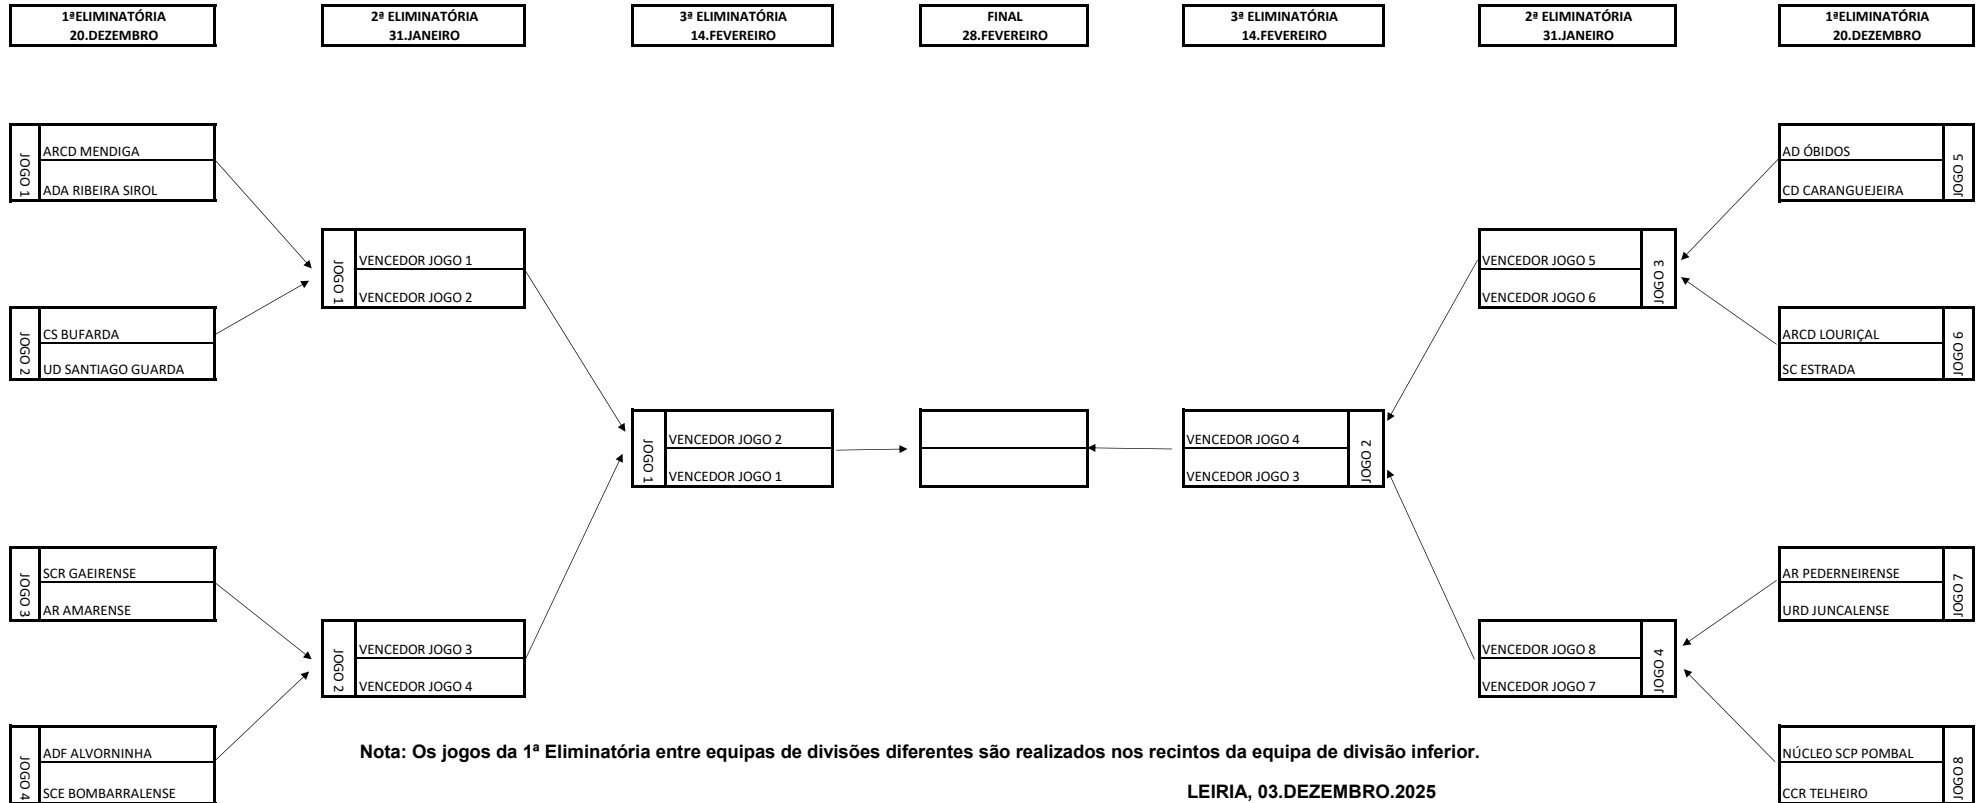 1ªELIMINATÓRIA
20.DEZEMBRO
2ª ELIMINATÓRIA
31.JANEIRO
3ª ELIMINATÓRIA
14.FEVEREIRO
FINAL
28.FEVEREIRO
3ª ELIMINATÓRIA
14.FEVEREIRO
2ª ELIMINATÓRIA
31.JANEIRO
1ªELIMINATÓRIA
20.DEZEMBRO
JOGO 1
ARCD MENDIGA
ADA RIBEIRA SIROL
JOGO 2
CS BUFARDA
UD SANTIAGO GUARDA
JOGO 3
SCR GAEIRENSE
AR AMARENSE
JOGO 4
ADF ALVORNINHA
SCE BOMBARRALENSE
JOGO 1
VENCEDOR JOGO 1
VENCEDOR JOGO 2
JOGO 2
VENCEDOR JOGO 3
VENCEDOR JOGO 4
JOGO 1
VENCEDOR JOGO 2
VENCEDOR JOGO 1
VENCEDOR JOGO 4
VENCEDOR JOGO 3
JOGO 2
VENCEDOR JOGO 5
VENCEDOR JOGO 6
JOGO 3
VENCEDOR JOGO 8
VENCEDOR JOGO 7
JOGO 4
AD ÓBIDOS
CD CARANGUEJEIRA
JOGO 5
ARCD LOURIÇAL
SC ESTRADA
JOGO 6
AR PEDERNEIRENSE
URD JUNCALENSE
JOGO 7
NÚCLEO SCP POMBAL
CCR TELHEIRO
JOGO 8
Nota: Os jogos da 1ª Eliminatória entre equipas de divisões diferentes são realizados nos recintos da equipa de divisão inferior.
LEIRIA, 03.DEZEMBRO.2025